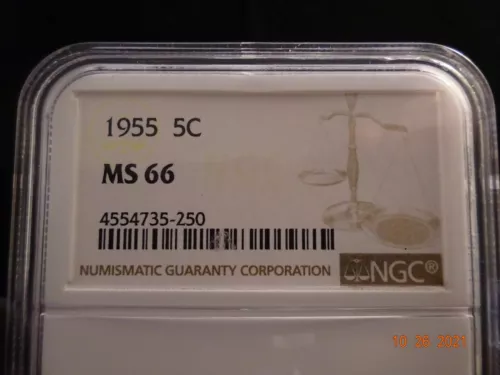 1955 5C
MS 66
4554735-250
NUMISMATIC GUARANTY CORPORATION
NGC®
10 26 2021